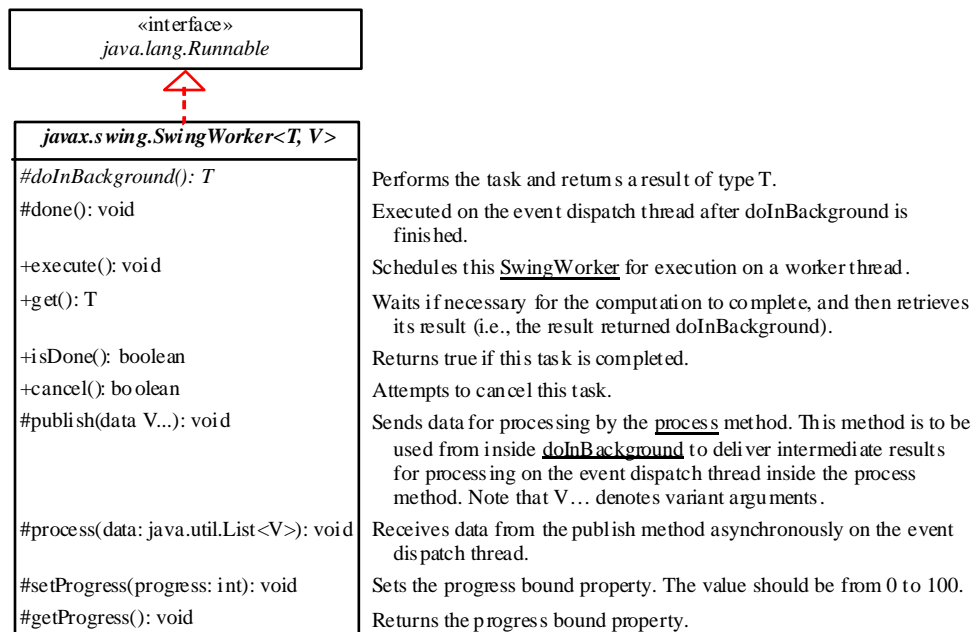 «interface»
java.lang.Runnable
javax.swing.SwingWorker<T, V>
#doInBackground(): T
Performs the task and returns a result of type T.
#done(): void
Executed on the event dispatch thread after doInBackground is
finished.
+execute(): void
Schedules this SwingWorker for execution on a worker thread.
+get(): T
Waits if necessary for the computation to complete, and then retrieves
its result (i.e., the result returned doInBackground).
+isDone(): boolean
Returns true if this task is completed.
+cancel(): boolean
Attempts to cancel this task.
#publish(data V...): void
Sends data for processing by the process method. This method is to be
used from inside doInBackground to deliver intermediate results
for processing on the event dispatch thread inside the process
method. Note that V… denotes variant arguments.
#process(data: java.util.List<V>): void
Receives data from the publish method asynchronously on the event
dispatch thread.
#setProgress(progress: int): void
Sets the progress bound property. The value should be from 0 to 100.
#getProgress(): void
Returns the progress bound property.